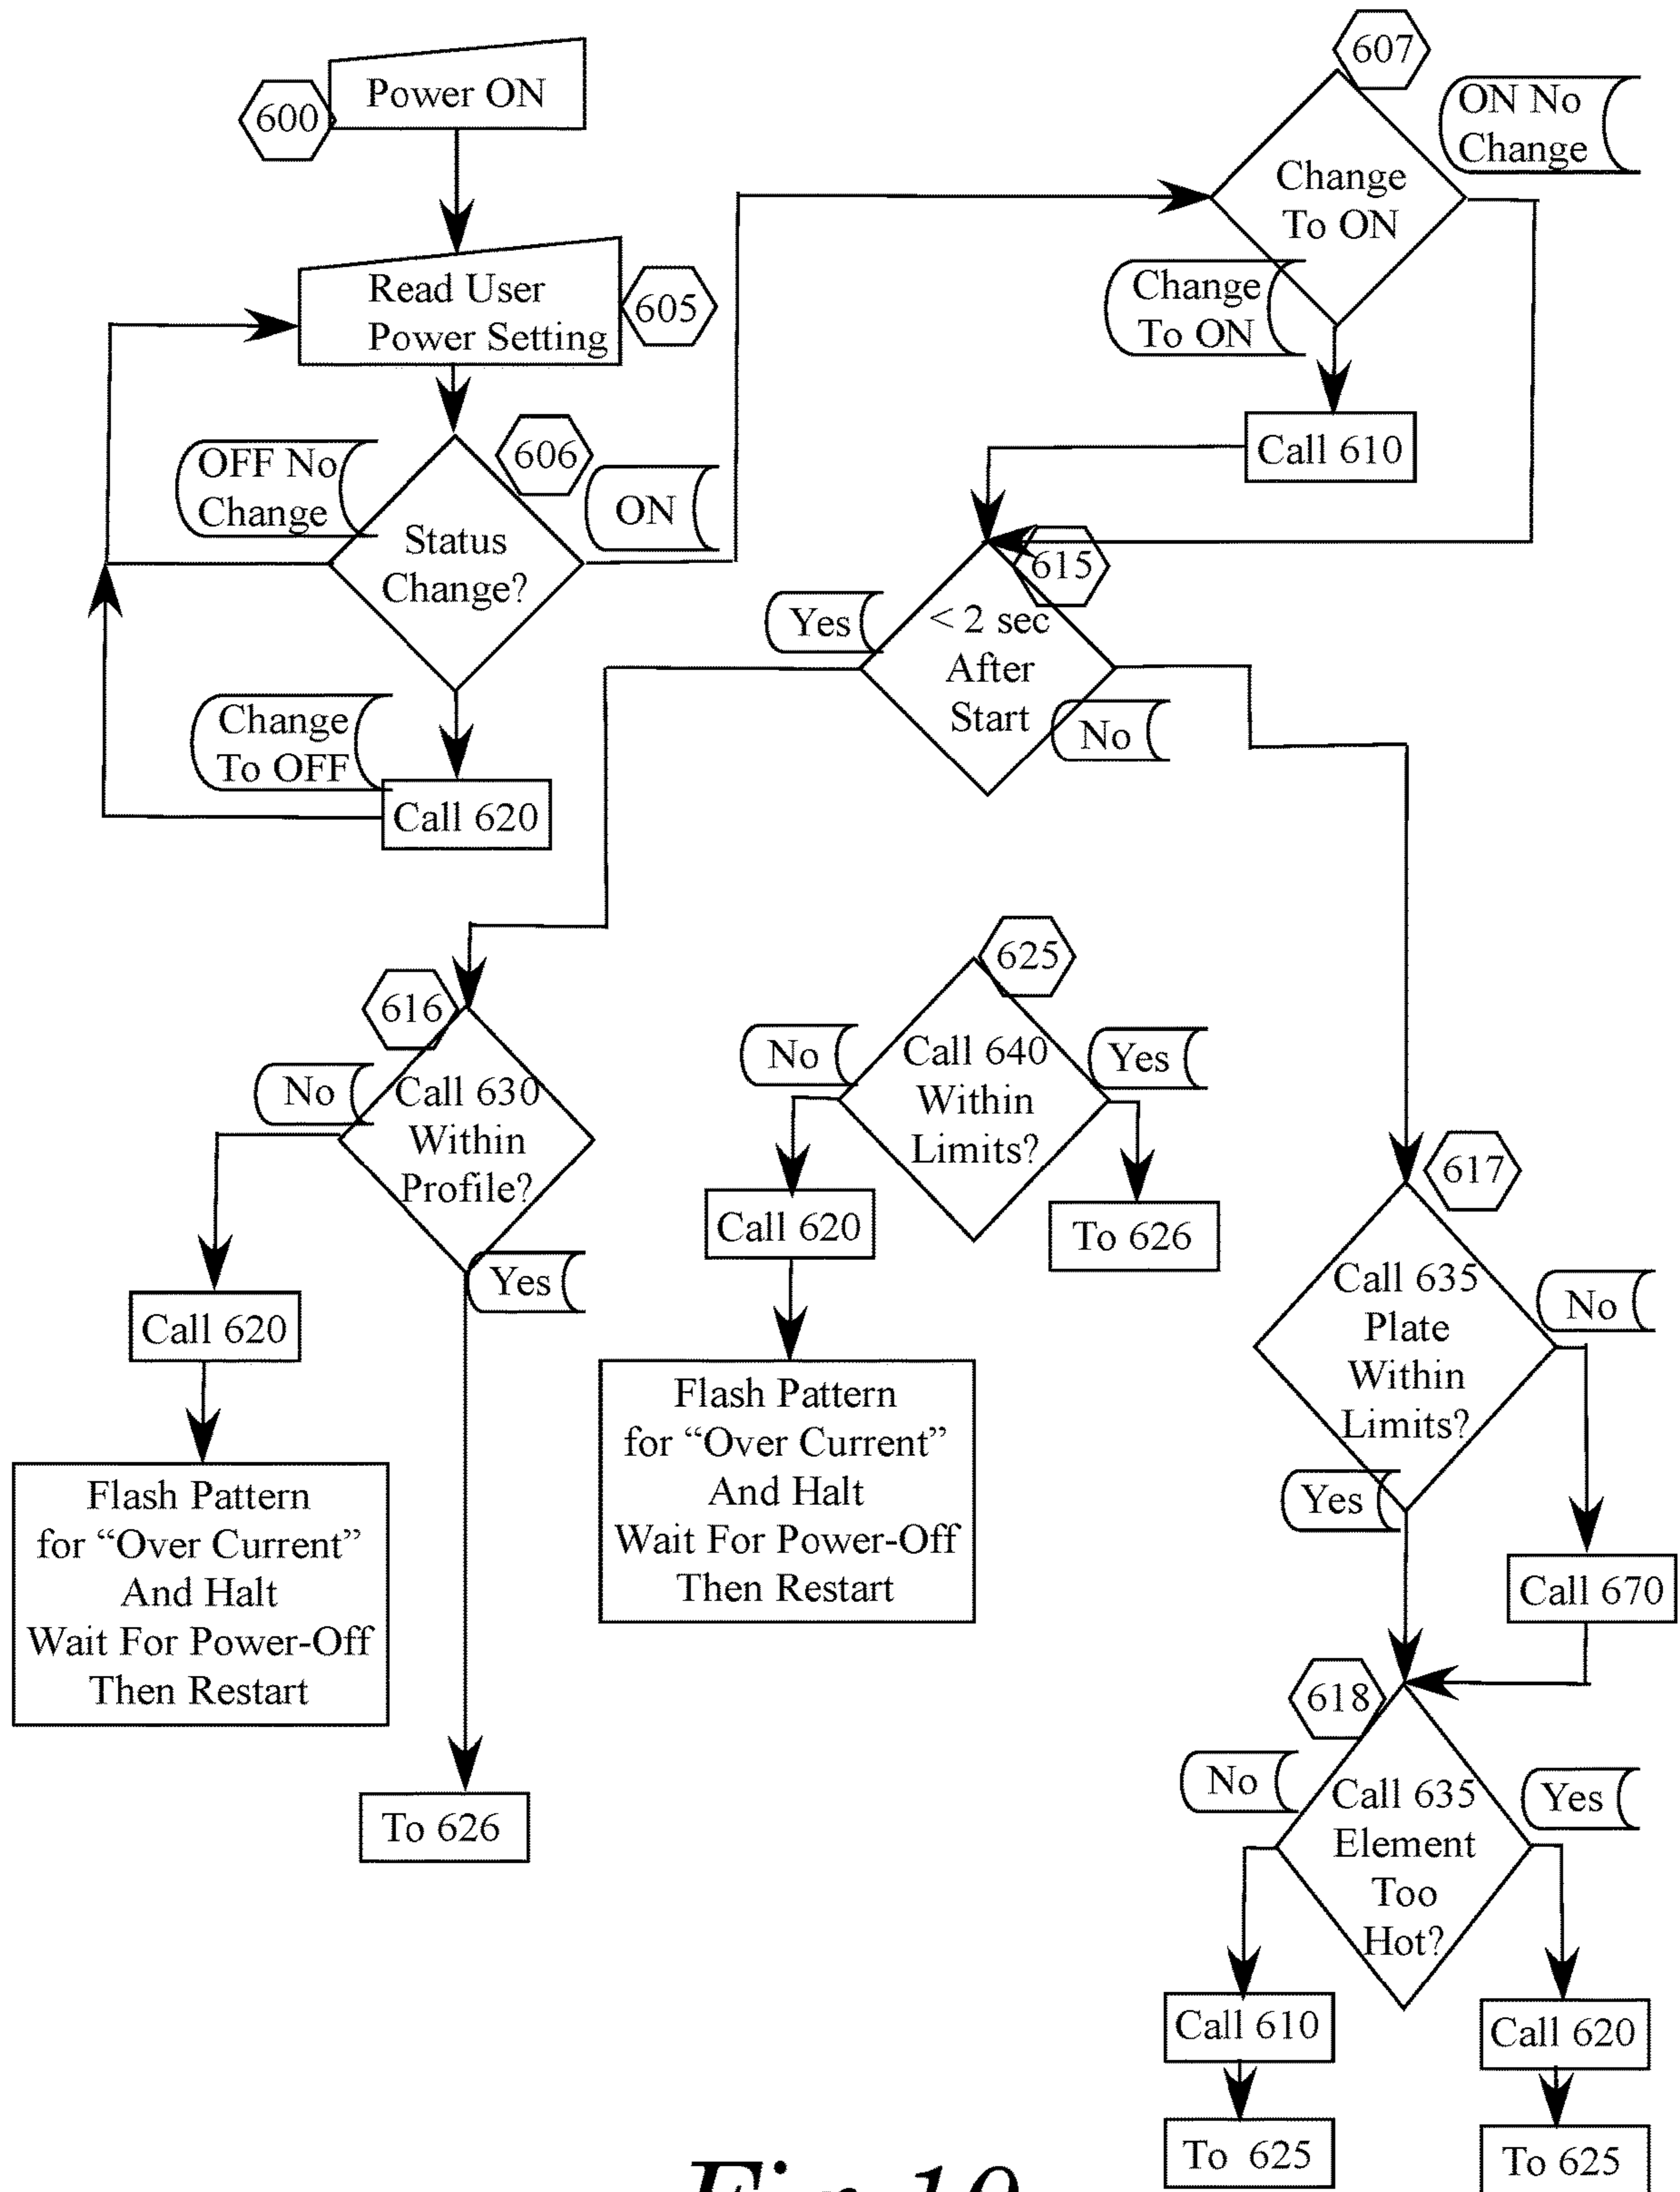 600
Power ON
605
Read User
Power Setting
606
Status
Change?
OFF No
Change
ON
Change
To OFF
Call 620
607
Change
To ON
ON No
Change
Change
To ON
Call 610
615
< 2 sec
After
Start
Yes
No
616
Call 630
Within
Profile?
No
Yes
Call 620
Flash Pattern
for “Over Current”
And Halt
Wait For Power-Off
Then Restart
To 626
625
Call 640
Within
Limits?
No
Yes
Call 620
To 626
Flash Pattern
for “Over Current”
And Halt
Wait For Power-Off
Then Restart
617
Call 635
Plate
Within
Limits?
No
Yes
Call 670
618
Call 635
Element
Too
Hot?
No
Yes
Call 610
Call 620
To 625
To 625